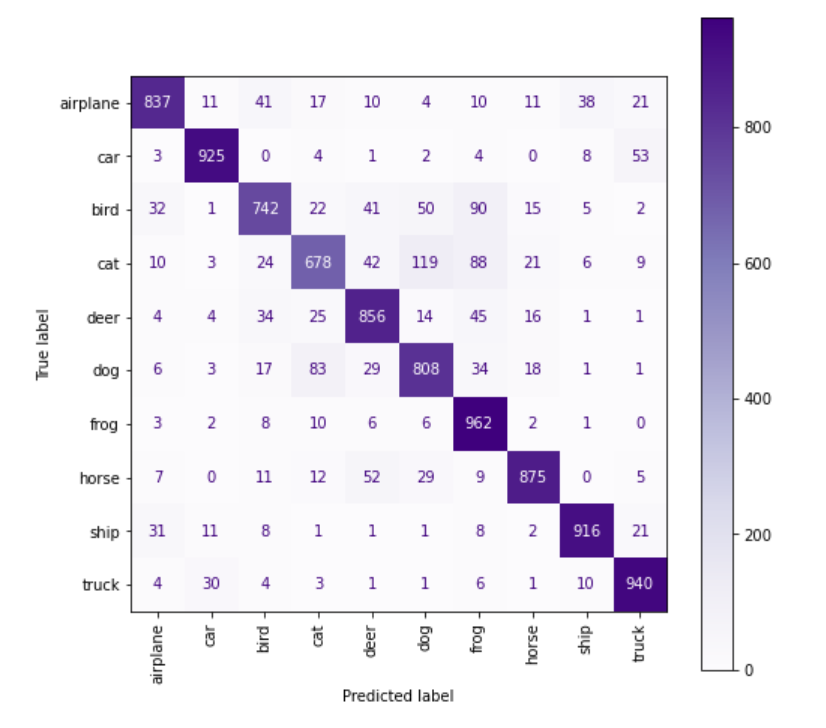 airplane 837 11 41 17 10 4 10 11 38 21
car 3 925 0 4 1 2 4 0 8 53
bird 32 1 742 22 41 50 90 15 5 2
cat 10 3 24 678 42 119 88 21 6 9
deer 4 4 34 25 856 14 45 16 1 1
dog 6 3 17 83 29 808 34 18 1 1
frog 3 2 8 10 6 6 962 2 1 0
horse 7 0 11 12 52 29 9 875 0 5
ship 31 11 8 1 1 1 8 2 916 21
truck 4 30 4 3 1 1 6 1 10 940
airplane car bird cat deer dog frog horse ship truck
Predicted label
True label
800
600
400
200
0